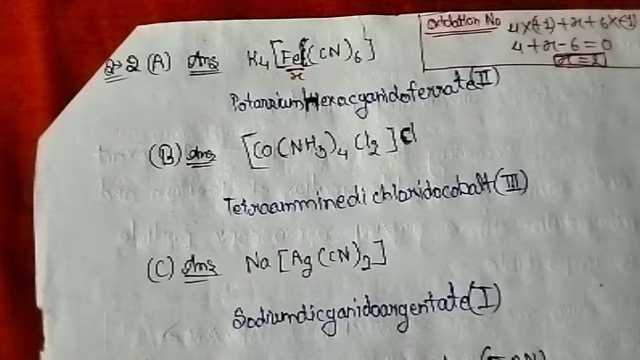 Oxidation No 4×(+1)+x+6×(-1)
4+x-6=0
x=2
Q→2 (A) Ans K4[Fe(CN)6]
x
Potassium Hexacyanidoferrate(II)
(B) Ans [CO(NH3)4 Cl2]Cl
Tetraamminedichloridocobalt(III)
(C) Ans Na[Ag(CN)2]
Sodiumdicyanidoargentate(I)